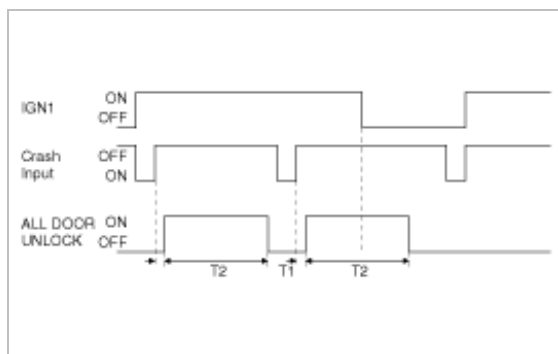 IGN1 ON
OFF
Crash Input OFF
ON
ALL DOOR UNLOCK ON
OFF
T2 T1 T2